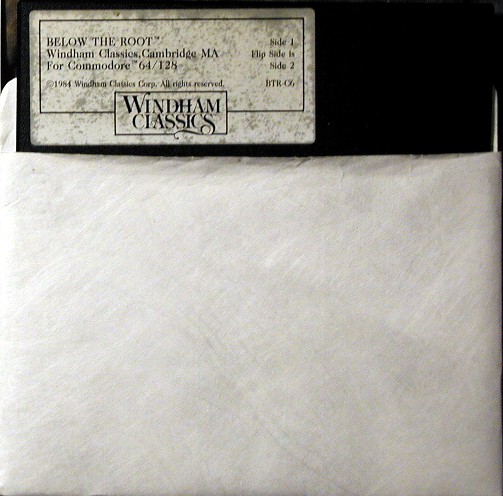 BELOW THE ROOT™ Side 1
Windham Classics, Cambridge MA Flip Side is
For Commodore™ 64/128 Side 2
©1984 Windham Classics Corp. All rights reserved. BTR-C6
WINDHAM
CLASSICS